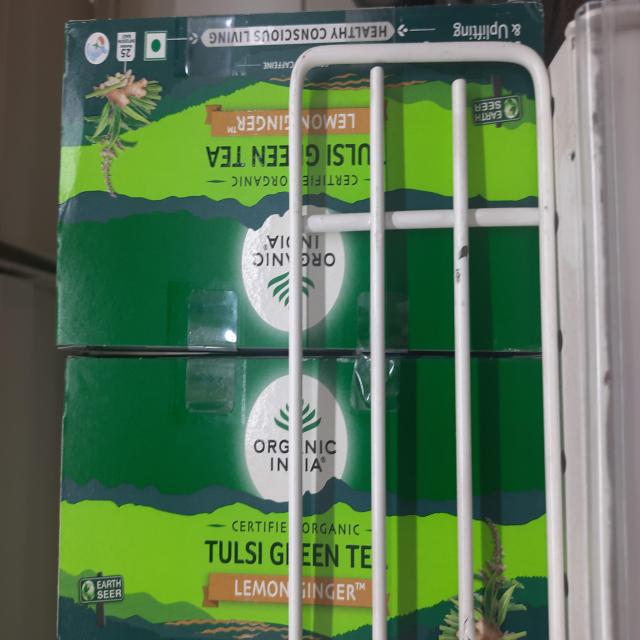 & Uplifting
HEALTHY CONSCIOUS LIVING
25
CAFFEINE
EARTH
SEER
LEMON GINGER™
TULSI GREEN TEA
CERTIFIED ORGANIC
ORGANIC
INDIA®
ORGANIC
INDIA®
CERTIFIED ORGANIC
TULSI GREEN TEA
LEMON GINGER™
EARTH
SEER